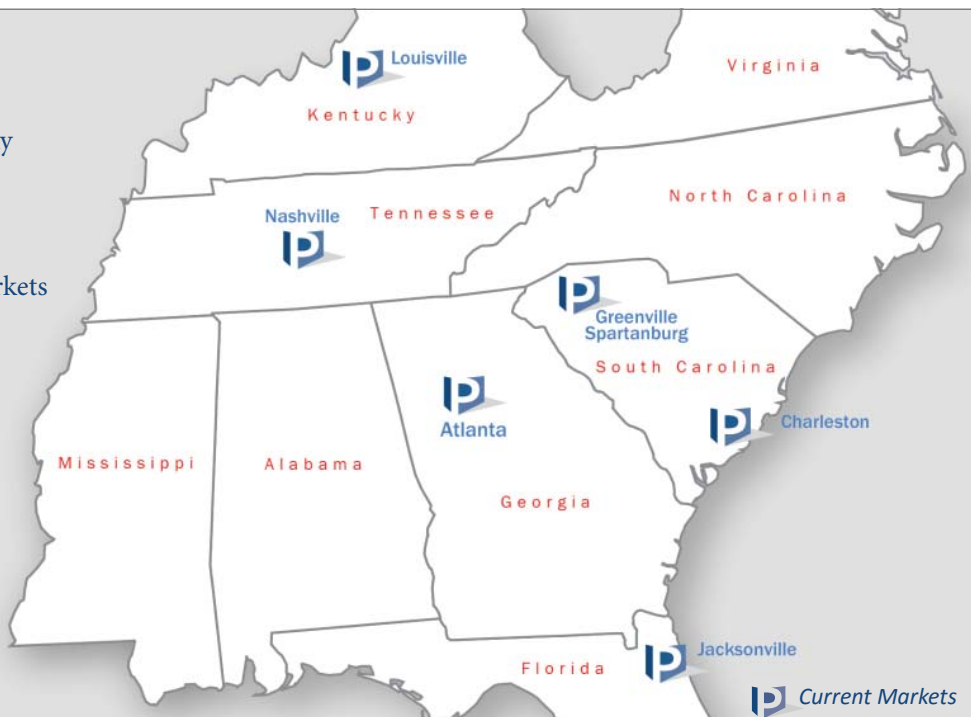 Louisville
Virginia
Kentucky
y
Nashville
Tennessee
North Carolina
rkets
Greenville
Spartanburg
South Carolina
Atlanta
Charleston
Mississippi
Alabama
Georgia
Jacksonville
Florida
Current Markets